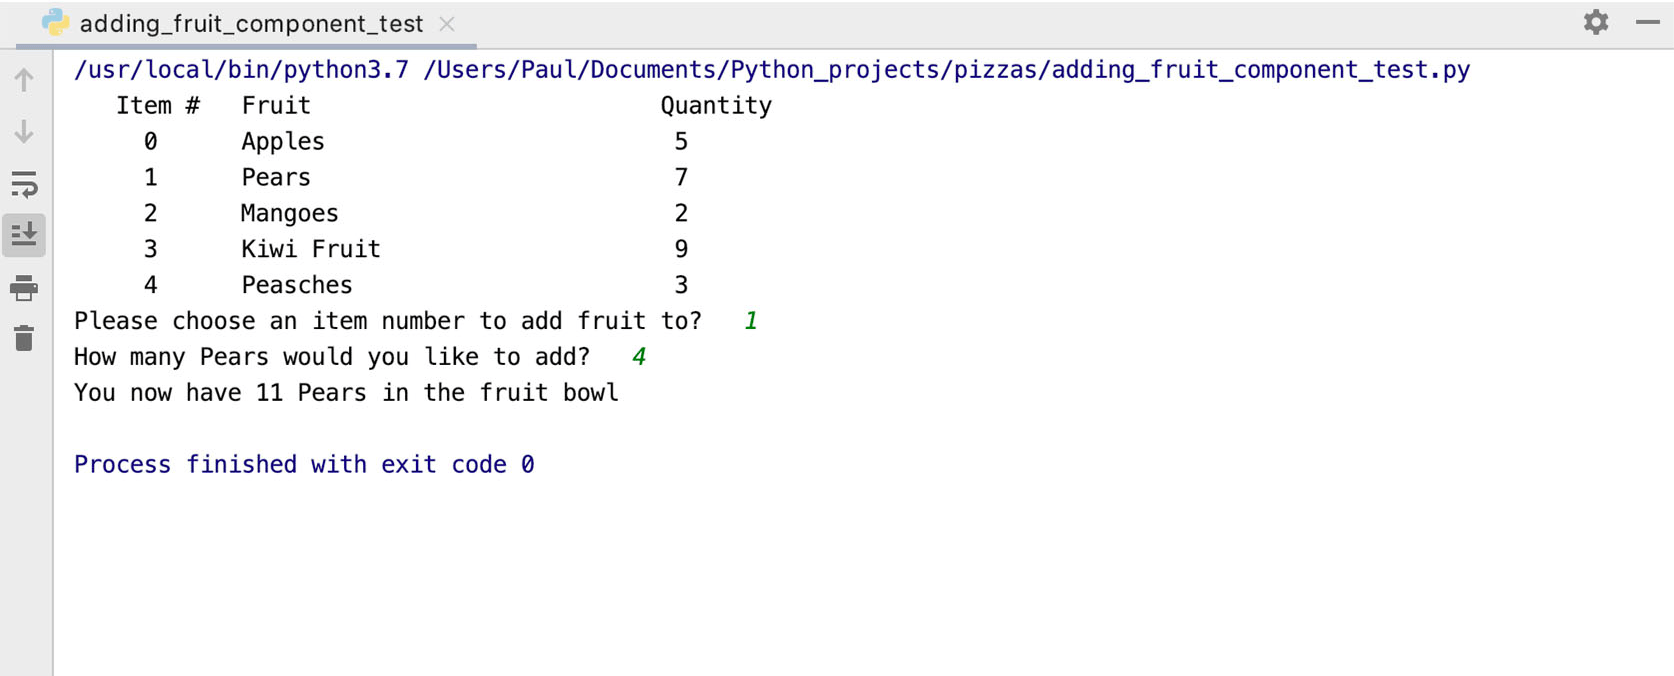 adding_fruit_component_test
/usr/local/bin/python3.7 /Users/Paul/Documents/Python_projects/pizzas/adding_fruit_component_test.py
Item # Fruit Quantity
0 Apples 5
1 Pears 7
2 Mangoes 2
3 Kiwi Fruit 9
4 Peasches 3
Please choose an item number to add fruit to? 1
How many Pears would you like to add? 4
You now have 11 Pears in the fruit bowl
Process finished with exit code 0